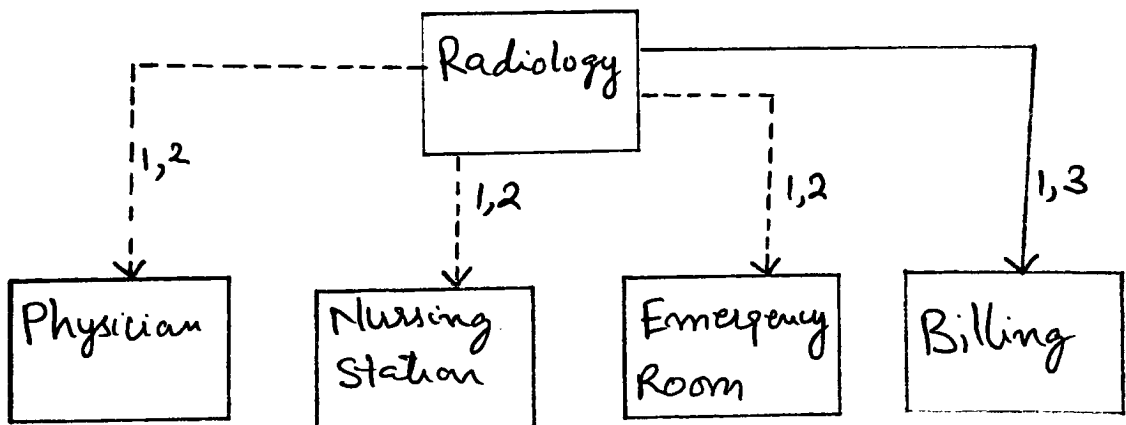 Radiology
1,2
1,2
1,2
1,3
Physician
Nursing
Station
Emergency
Room
Billing